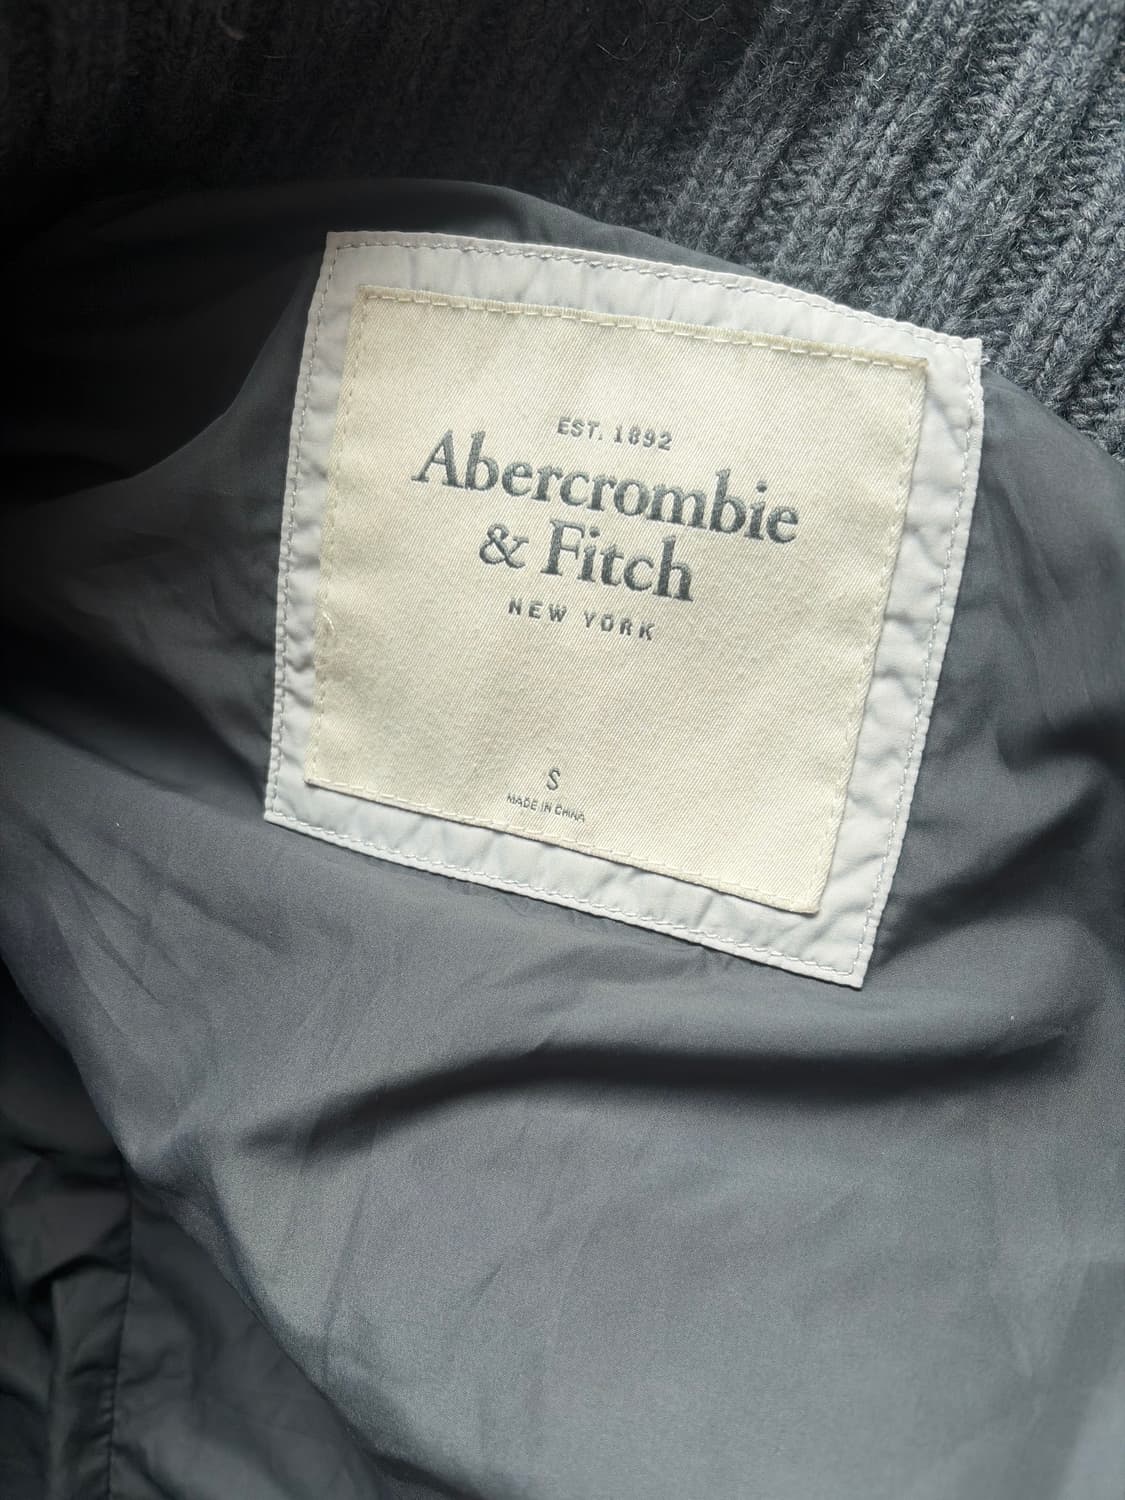 EST. 1892
Abercrombie
& Fitch
NEW YORK
S
MADE IN CHINA